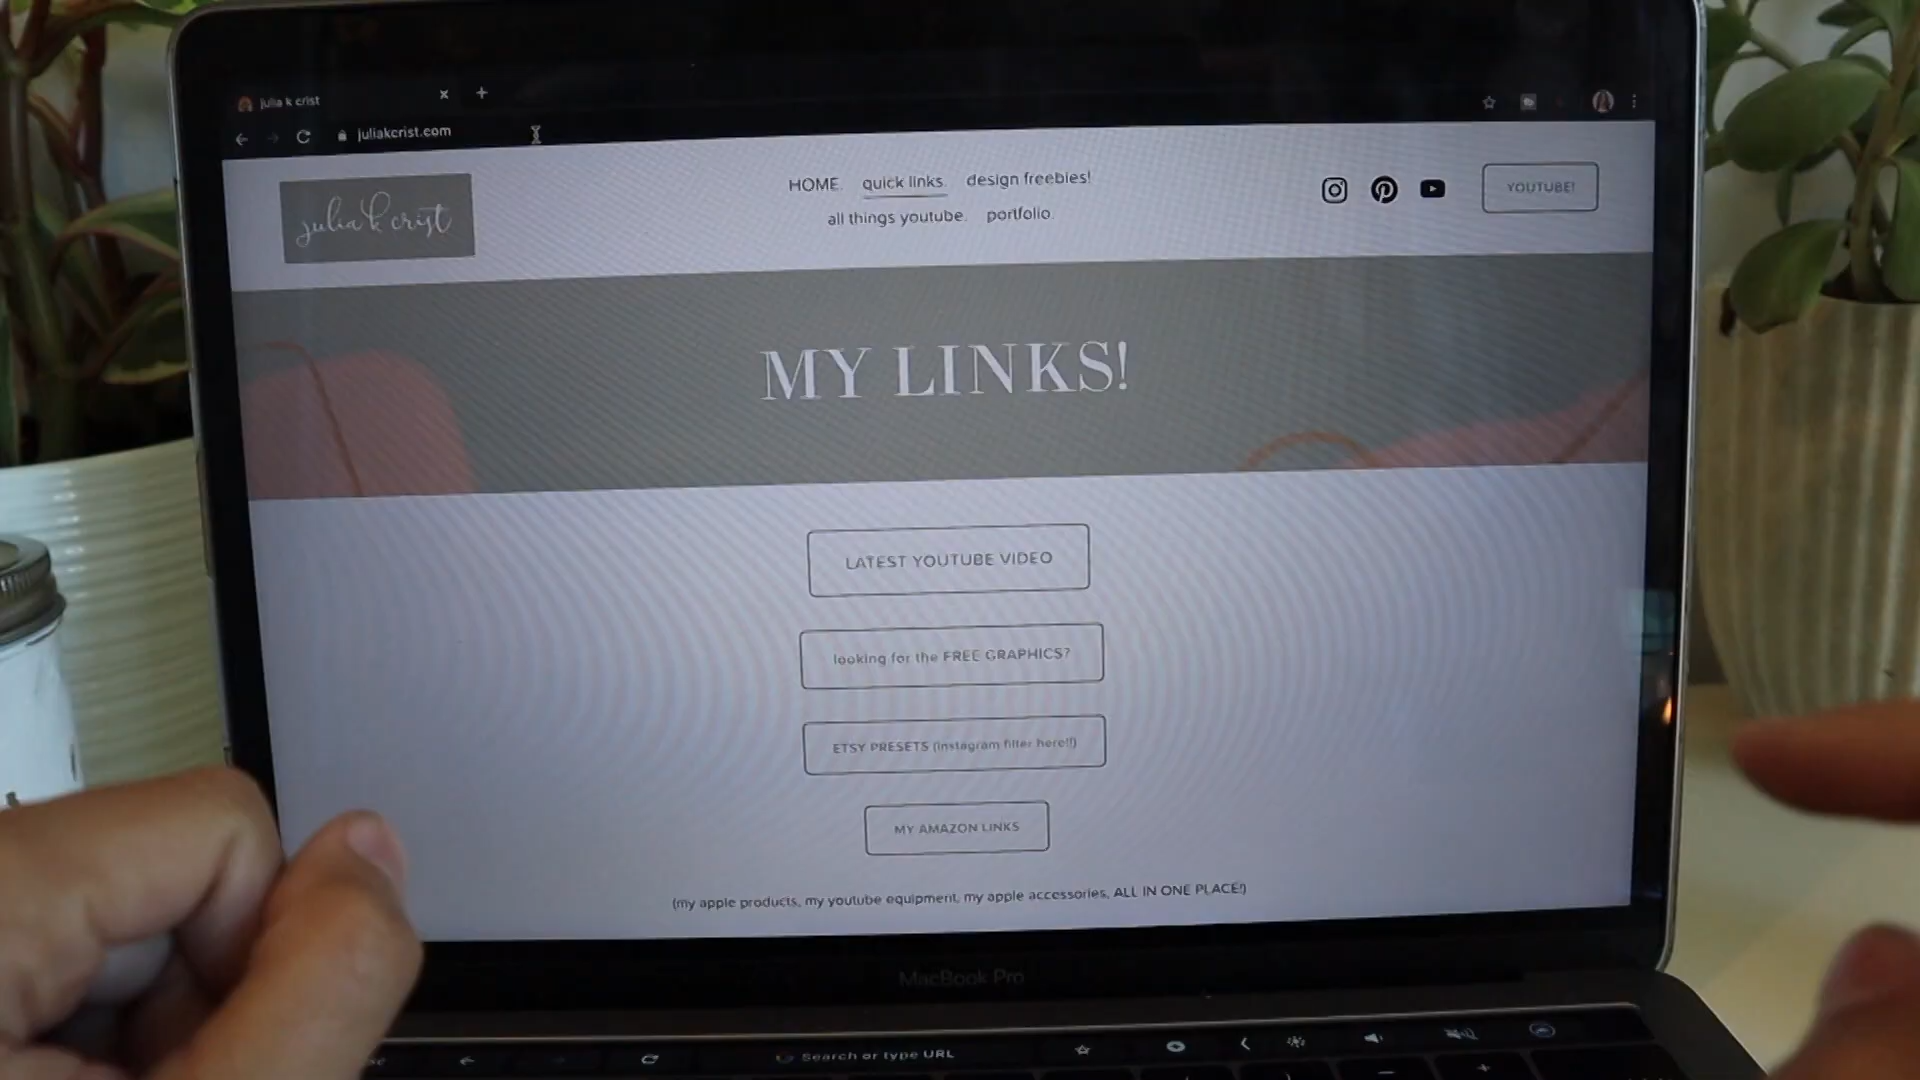 julia k crist
juliakcrist.com
julia k crist
HOME. quick links. design freebies!
all things youtube. portfolio.
YOUTUBE!
MY LINKS!
LATEST YOUTUBE VIDEO
looking for the FREE GRAPHICS?
ETSY PRESETS (instagram filter here!!)
MY AMAZON LINKS
(my apple products, my youtube equipment, my apple accessories, ALL IN ONE PLACE!)
MacBook Pro
Search or type URL